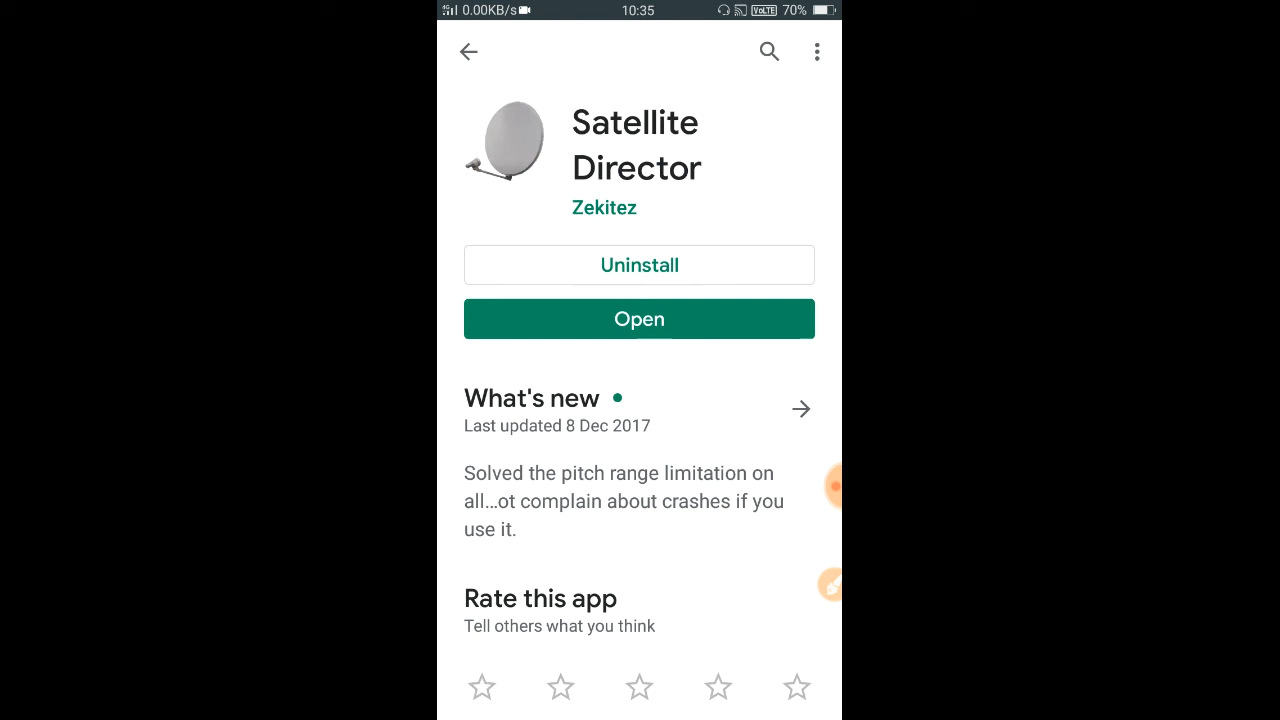 0.00KB/s 10:35 VoLTE 70%
Satellite
Director
Zekitez
Uninstall
Open
What's new
Last updated 8 Dec 2017
Solved the pitch range limitation on
all...ot complain about crashes if you
use it.
Rate this app
Tell others what you think